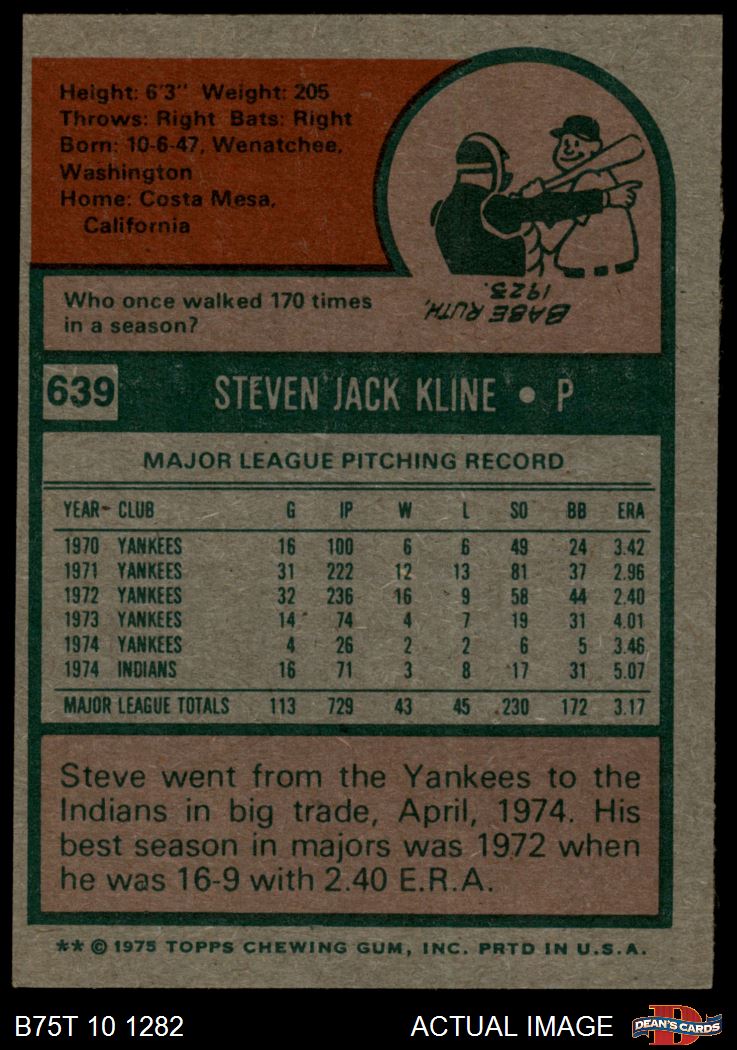 Height: 6'3" Weight: 205
Throws: Right Bats: Right
Born: 10-6-47, Wenatchee,
Washington
Home: Costa Mesa,
California
Who once walked 170 times
in a season?
BABE RUTH,
1923.
639 STEVEN JACK KLINE • P
MAJOR LEAGUE PITCHING RECORD
YEAR CLUB G IP W L SO BB ERA
1970 YANKEES 16 100 6 6 49 24 3.42
1971 YANKEES 31 222 12 13 81 37 2.96
1972 YANKEES 32 236 16 9 58 44 2.40
1973 YANKEES 14 74 4 7 19 31 4.01
1974 YANKEES 4 26 2 2 6 5 3.46
1974 INDIANS 16 71 3 8 17 31 5.07
MAJOR LEAGUE TOTALS 113 729 43 45 230 172 3.17
Steve went from the Yankees to the
Indians in big trade, April, 1974. His
best season in majors was 1972 when
he was 16-9 with 2.40 E.R.A.
** © 1975 TOPPS CHEWING GUM, INC. PRTD IN U.S.A.
B75T 10 1282 ACTUAL IMAGE DEAN'S CARDS